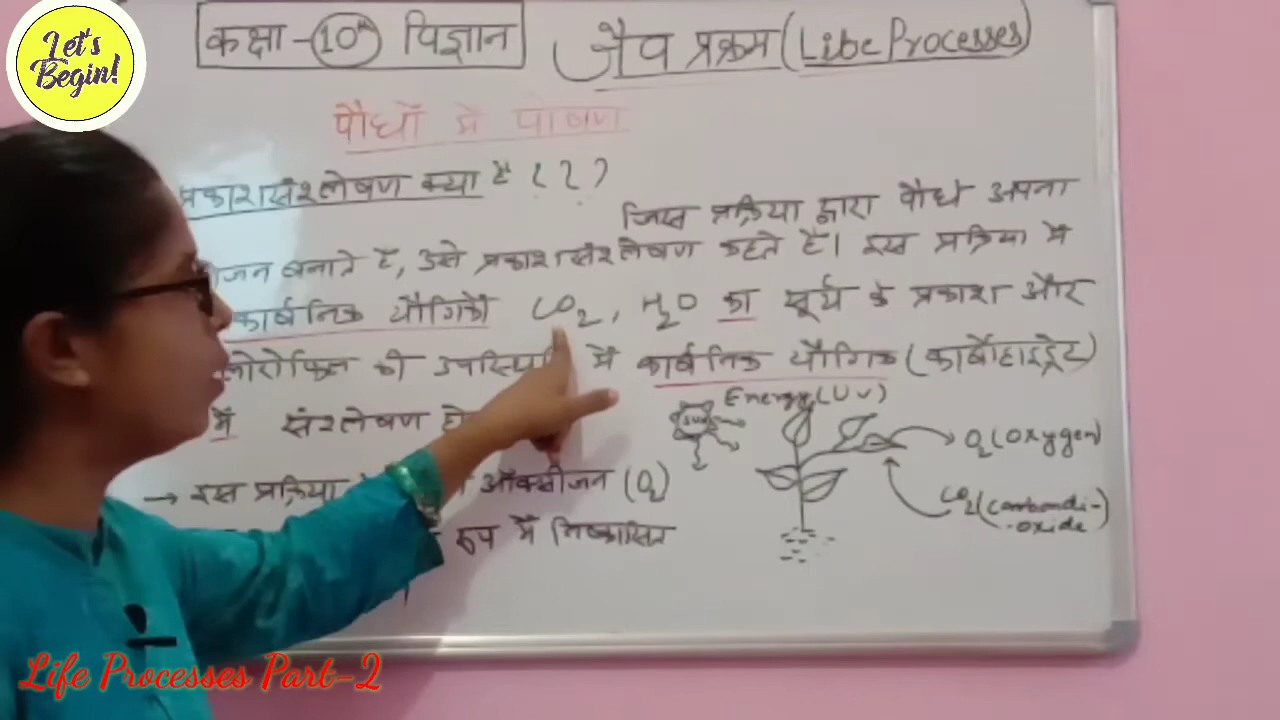 Let's
Begin!
कक्षा - 10th विज्ञान
जैव प्रक्रम (Life Processes)
पौधों में पोषण
प्रकाशसंश्लेषण क्या है (?)
जिस प्रक्रिया द्वारा पौधे अपना
बनाते हैं, उसे प्रकाशसंश्लेषण कहते हैं। इस प्रक्रिया में
कार्बनिक यौगिकों CO2, H2O का सूर्य के प्रकाश और
की उपस्थिति में कार्बनिक यौगिक (कार्बोहाइड्रेट)
में संश्लेषण
Energy (UV)
SUN
O2 (Oxygen)
CO2 (Carbondi-
-oxide)
→ इस प्रक्रिया ऑक्सीजन (O2)
रूप में निष्कासित
Life Processes Part-2